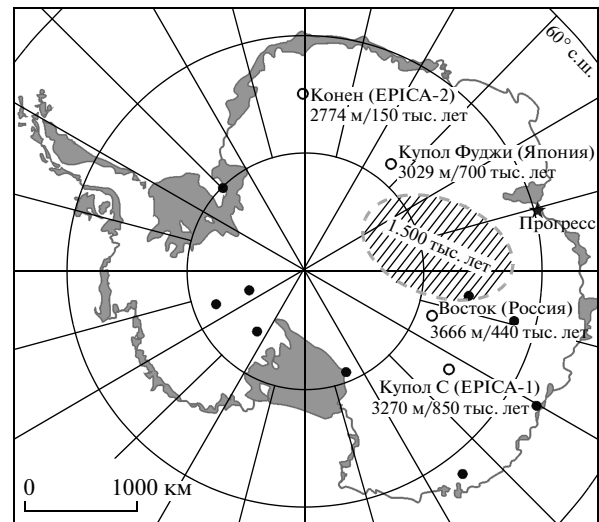 60° с.ш.
Конен (EPICA-2)
2774 м/150 тыс. лет
Купол Фуджи (Япония)
3029 м/700 тыс. лет
Прогресс
1.500 тыс. лет
Восток (Россия)
3666 м/440 тыс. лет
Купол С (EPICA-1)
3270 м/850 тыс. лет
0 1000 км